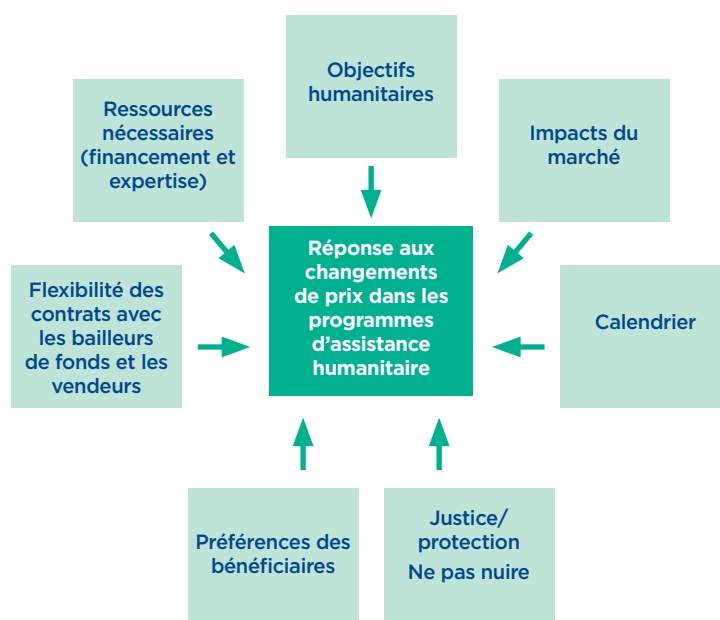 Objectifs
humanitaires
Ressources
nécessaires
(financement et
expertise)
Impacts du
marché
Réponse aux
changements
de prix dans les
programmes
d'assistance
humanitaire
Flexibilité des
contrats avec
les bailleurs
de fonds et les
vendeurs
Calendrier
Préférences des
bénéficiaires
Justice/
protection
Ne pas nuire